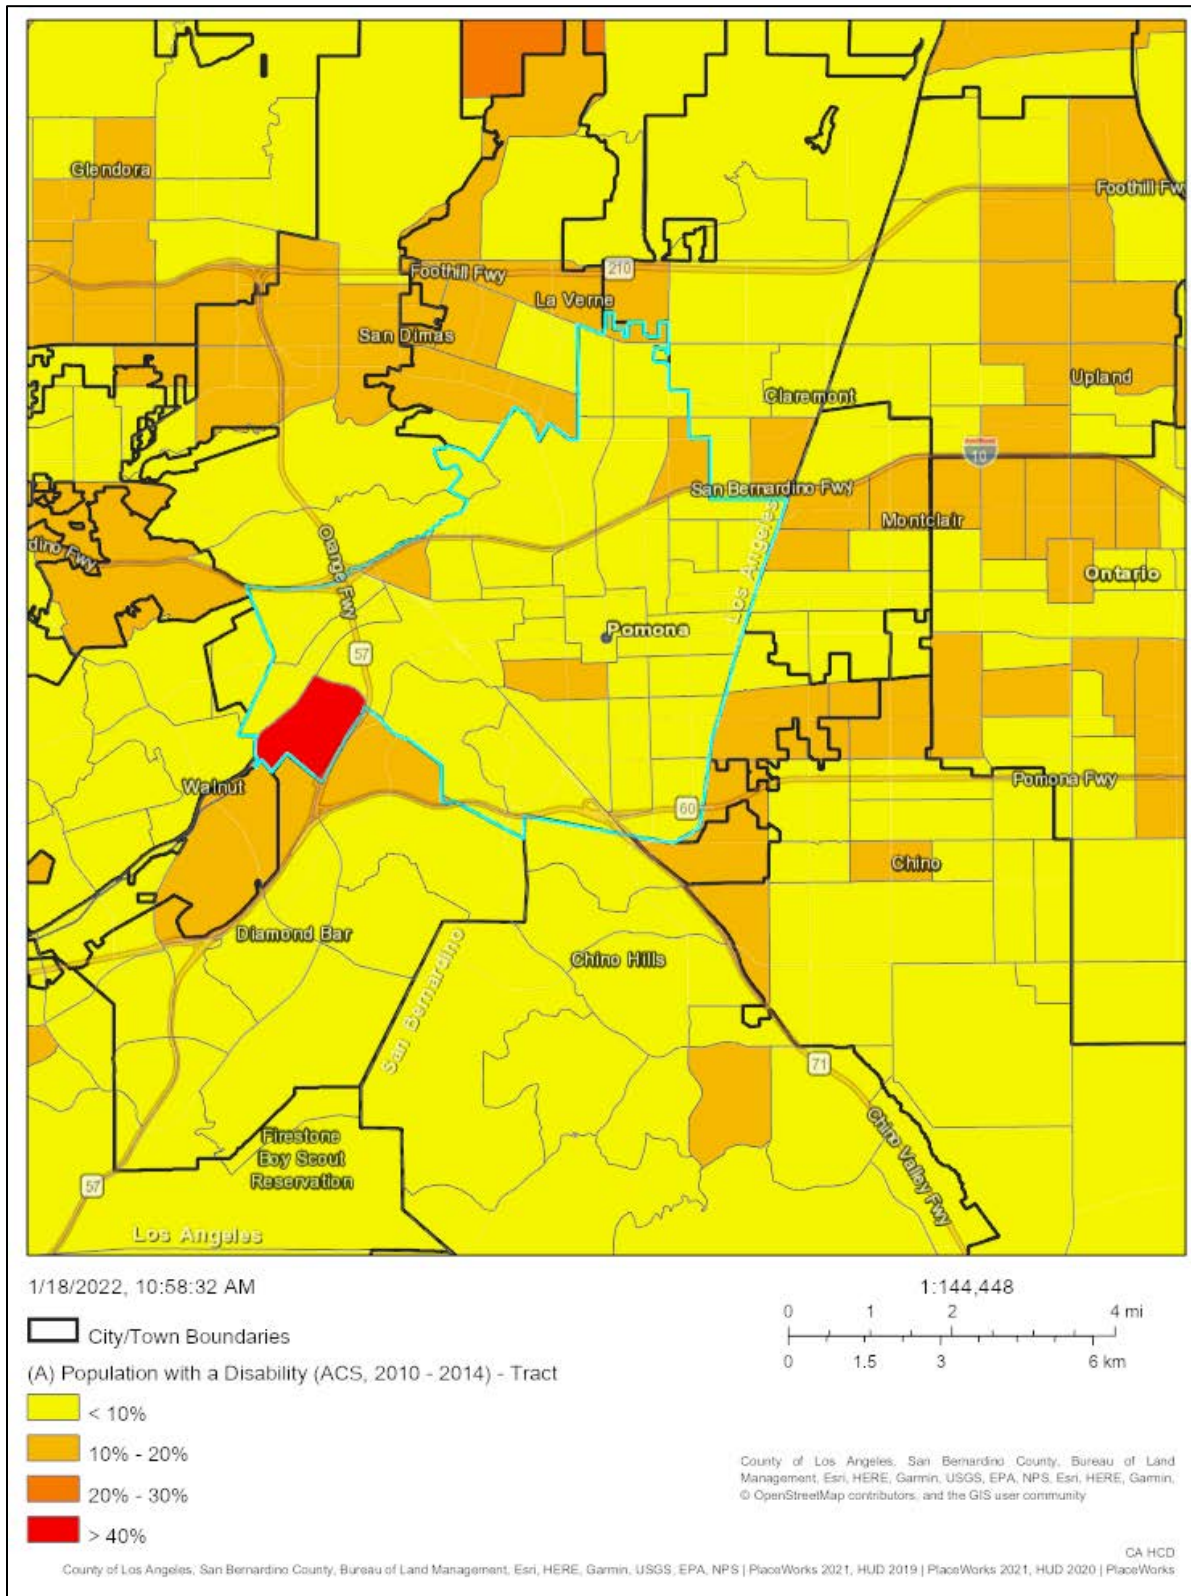 Glendora
Foothill Fwy
Foothill Fwy
210
La Verne
San Dimas
Upland
Claremont
10
San Bernardino Fwy
Montclair
dino Fwy
Orange Fwy
Los Angeles
Ontario
Pomona
57
Walnut
Pomona Fwy
60
Chino
Diamond Bar
San Bernardino
Chino Hills
71
Chino Valley Fwy
Firestone
Boy Scout
Reservation
57
Los Angeles
1/18/2022, 10:58:32 AM
1:144,448
0 1 2 4 mi
0 1.5 3 6 km
City/Town Boundaries
(A) Population with a Disability (ACS, 2010 - 2014) - Tract
< 10%
10% - 20%
20% - 30%
> 40%
County of Los Angeles, San Bernardino County, Bureau of Land
Management, Esri, HERE, Garmin, USGS, EPA, NPS, Esri, HERE, Garmin,
© OpenStreetMap contributors, and the GIS user community
CA HCD
County of Los Angeles, San Bernardino County, Bureau of Land Management, Esri, HERE, Garmin, USGS, EPA, NPS | PlaceWorks 2021, HUD 2019 | PlaceWorks 2021, HUD 2020 | PlaceWorks